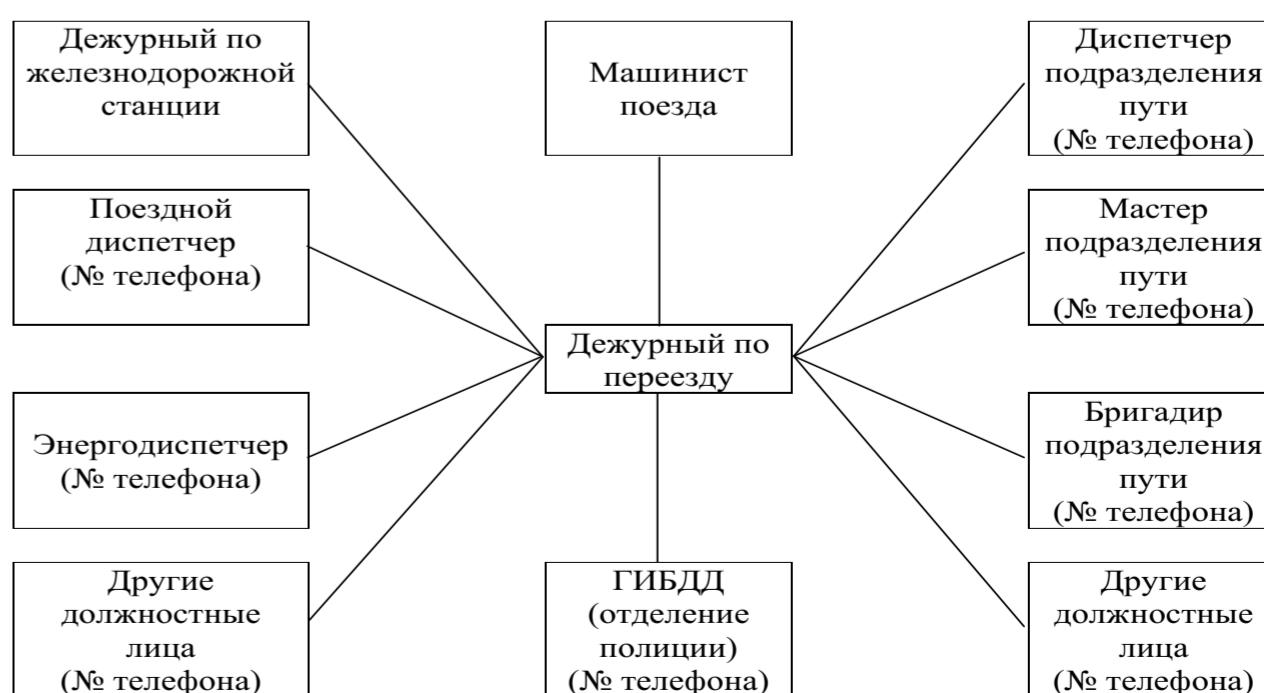 Дежурный по
железнодорожной
станции
Машинист
поезда
Диспетчер
подразделения
пути
(№ телефона)
Поездной
диспетчер
(№ телефона)
Мастер
подразделения
пути
(№ телефона)
Дежурный по
переезду
Энергодиспетчер
(№ телефона)
Бригадир
подразделения
пути
(№ телефона)
Другие
должностные
лица
(№ телефона)
ГИБДД
(отделение
полиции)
(№ телефона)
Другие
должностные
лица
(№ телефона)